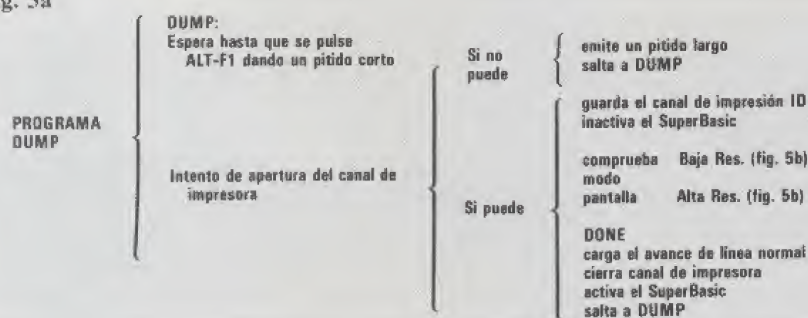 DUMP:
Espera hasta que se pulse
ALT-F1 dando un pitido corto
PROGRAMA
DUMP
Intento de apertura del canal de
impresora
Si no
puede
emite un pitido largo
salta a DUMP
Si puede
guarda el canal de impresión ID
inactiva el SuperBasic
comprueba Baja Res. (fig. 5b)
modo
pantalla Alta Res. (fig. 5b)
DONE
carga el avance de línea normal
cierra canal de impresora
activa el SuperBasic
salta a DUMP